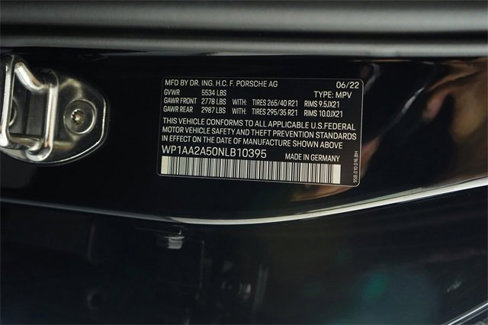 MFD BY DR. ING. H.C. F. PORSCHE AG 06/22
GVWR 5534 LBS TYPE: MPV
GAWR FRONT 2778 LBS WITH: TIRES 265/40 R21 RIMS 9.5JX21
GAWR REAR 2987 LBS WITH: TIRES 295/35 R21 RIMS 10.0JX21
THIS VEHICLE CONFORMS TO ALL APPLICABLE U.S.FEDERAL
MOTOR VEHICLE SAFETY AND THEFT PREVENTION STANDARDS
IN EFFECT ON THE DATE OF MANUFACTURE SHOWN ABOVE
WP1AA2A50NLB10395 MADE IN GERMANY